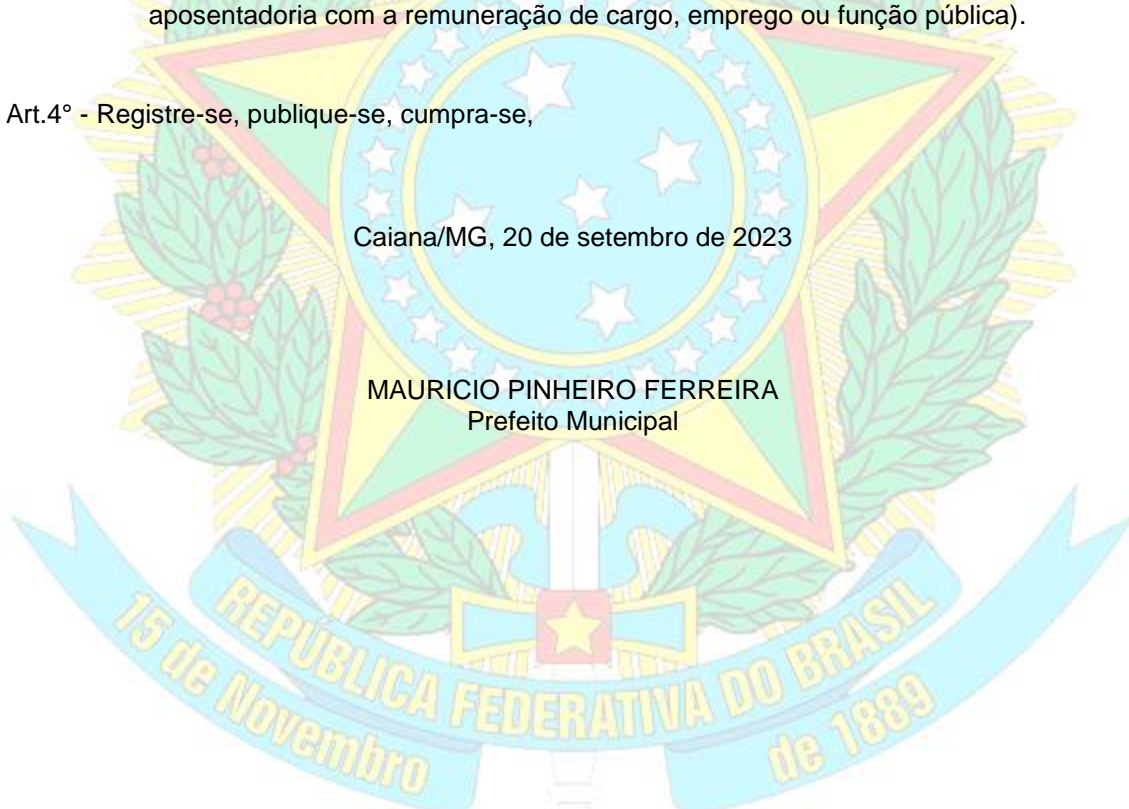 aposentadoria com a remuneração de cargo, emprego ou função pública).
Art.4° - Registre-se, publique-se, cumpra-se,
Caiana/MG, 20 de setembro de 2023
MAURICIO PINHEIRO FERREIRA
Prefeito Municipal
REPÚBLICA FEDERATIVA DO BRASIL
15 de Novembro
de 1889